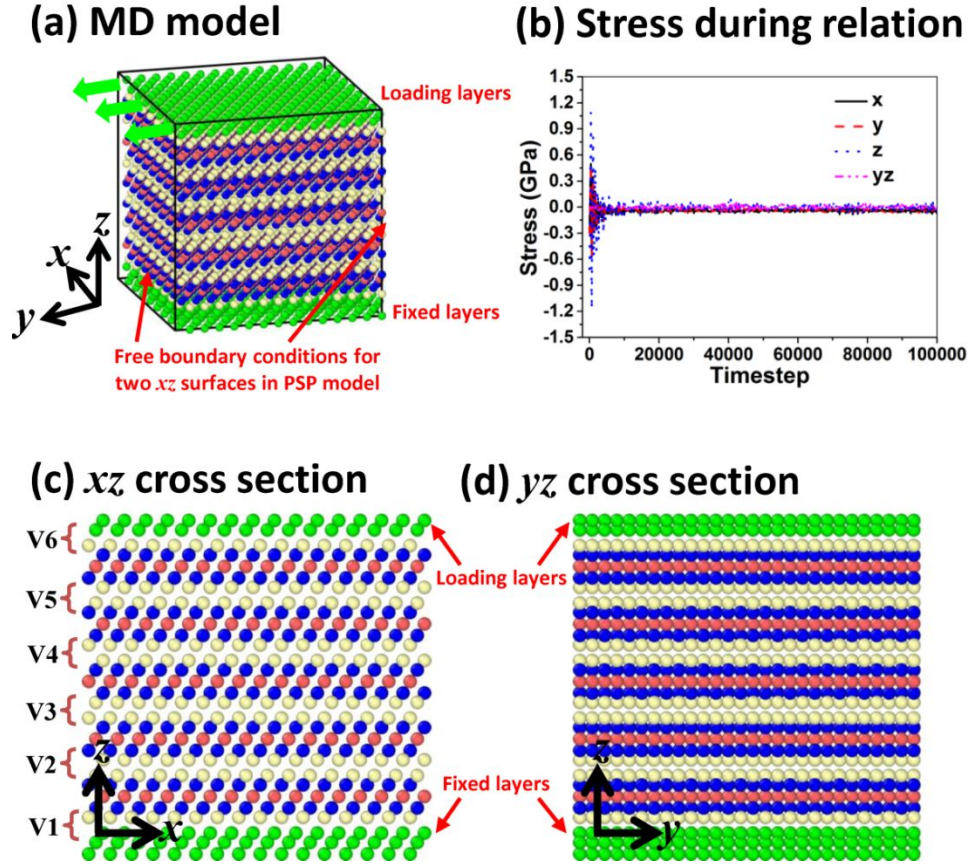 (a) MD model
Loading layers
z
x
y
Fixed layers
Free boundary conditions for
two xz surfaces in PSP model
(b) Stress during relation
1.5
1.2
0.9
0.6
0.3
0.0
-0.3
-0.6
-0.9
-1.2
-1.5
Stress (GPa)
x
y
z
yz
0 20000 40000 60000 80000 100000
Timestep
(c) xz cross section
V6
V5
V4
V3
V2
V1
z
x
Loading layers
Fixed layers
(d) yz cross section
z
y